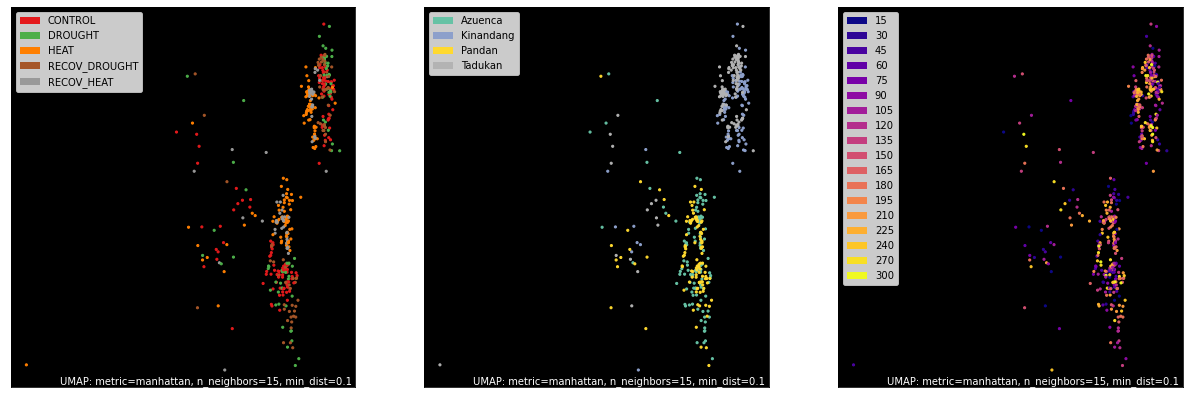 CONTROL
DROUGHT
HEAT
RECOV_DROUGHT
RECOV_HEAT
UMAP: metric=manhattan, n_neighbors=15, min_dist=0.1
Azuenca
Kinandang
Pandan
Tadukan
UMAP: metric=manhattan, n_neighbors=15, min_dist=0.1
15
30
45
60
75
90
105
120
135
150
165
180
195
210
225
240
270
300
UMAP: metric=manhattan, n_neighbors=15, min_dist=0.1